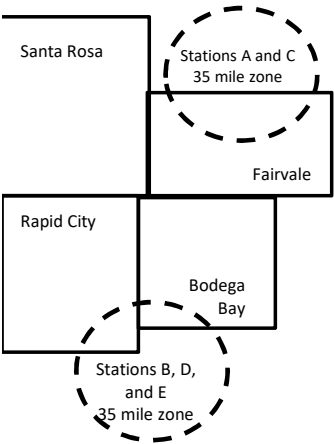 Santa Rosa
Stations A and C
35 mile zone
Fairvale
Rapid City
Bodega
Bay
Stations B, D,
and E
35 mile zone